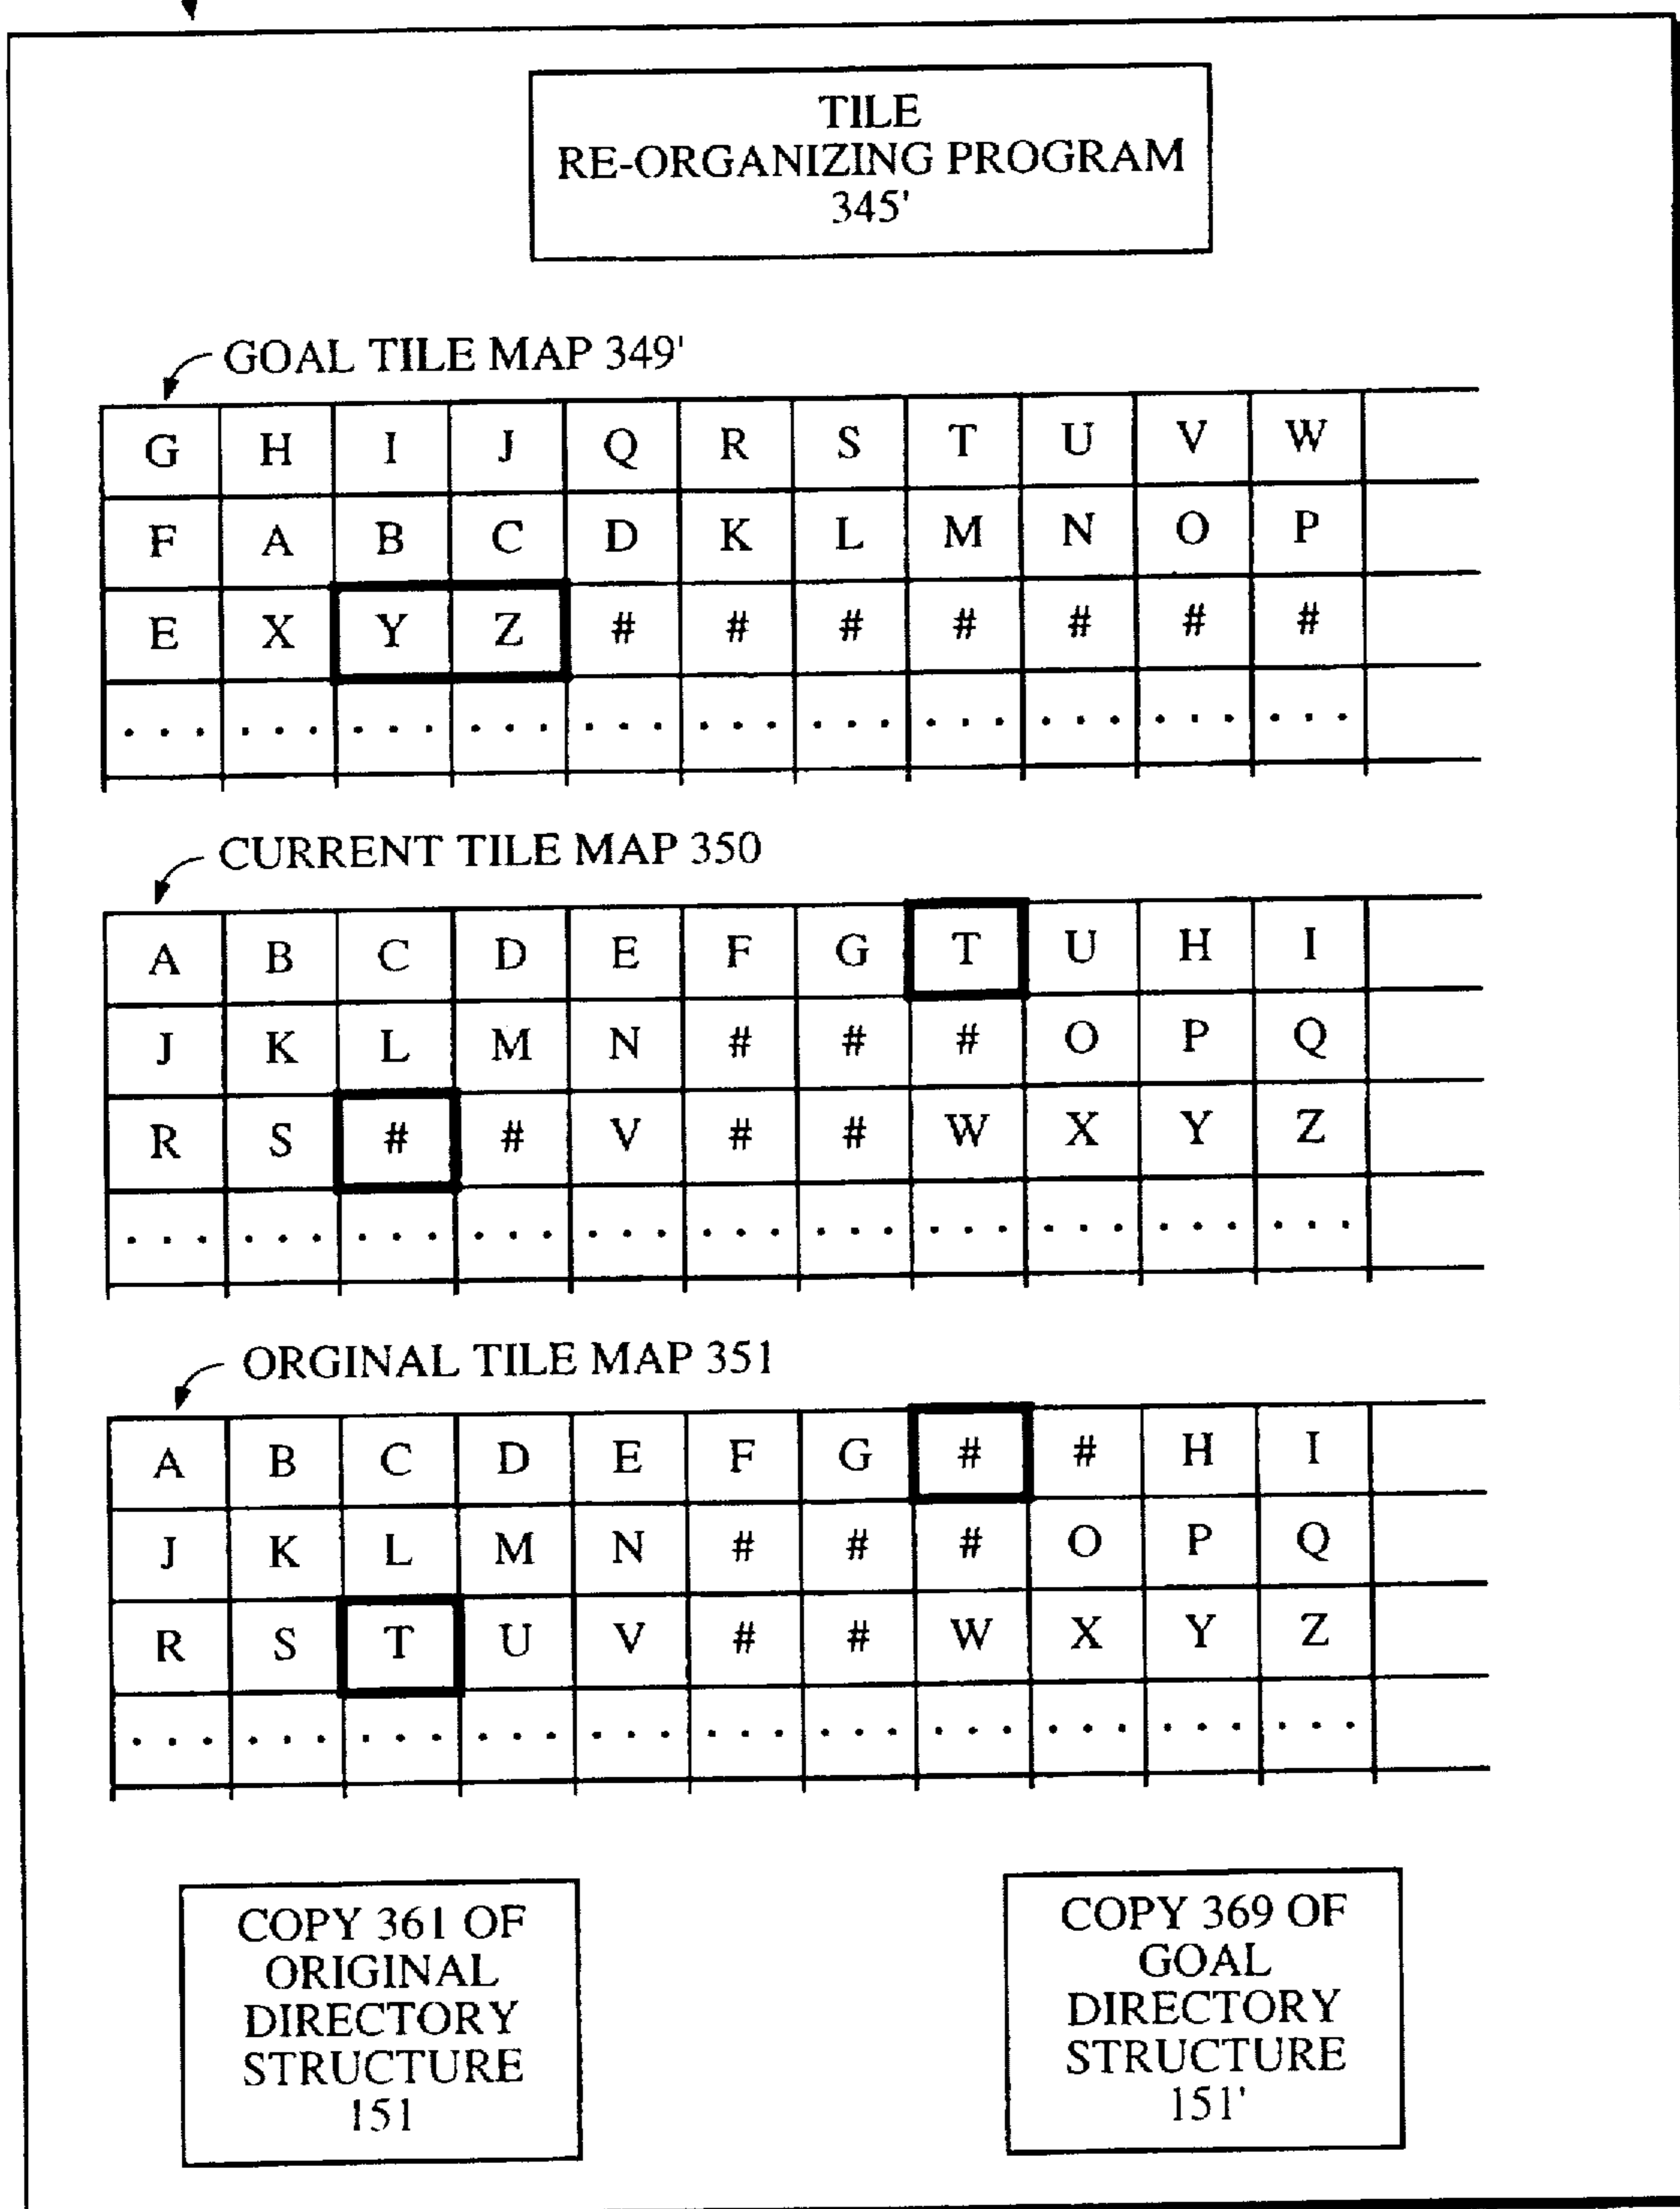 TILE
RE-ORGANIZING PROGRAM
345'
GOAL TILE MAP 349'
G H I J Q R S T U V W
F A B C D K L M N O P
E X Y Z # # # # # # #
... ... ... ... ... ... ... ... ... ... ...
CURRENT TILE MAP 350
A B C D E F G T U H I
J K L M N # # # O P Q
R S # # V # # W X Y Z
... ... ... ... ... ... ... ... ... ... ...
ORGINAL TILE MAP 351
A B C D E F G # # H I
J K L M N # # # O P Q
R S T U V # # W X Y Z
... ... ... ... ... ... ... ... ... ... ...
COPY 361 OF
ORIGINAL
DIRECTORY
STRUCTURE
151
COPY 369 OF
GOAL
DIRECTORY
STRUCTURE
151'